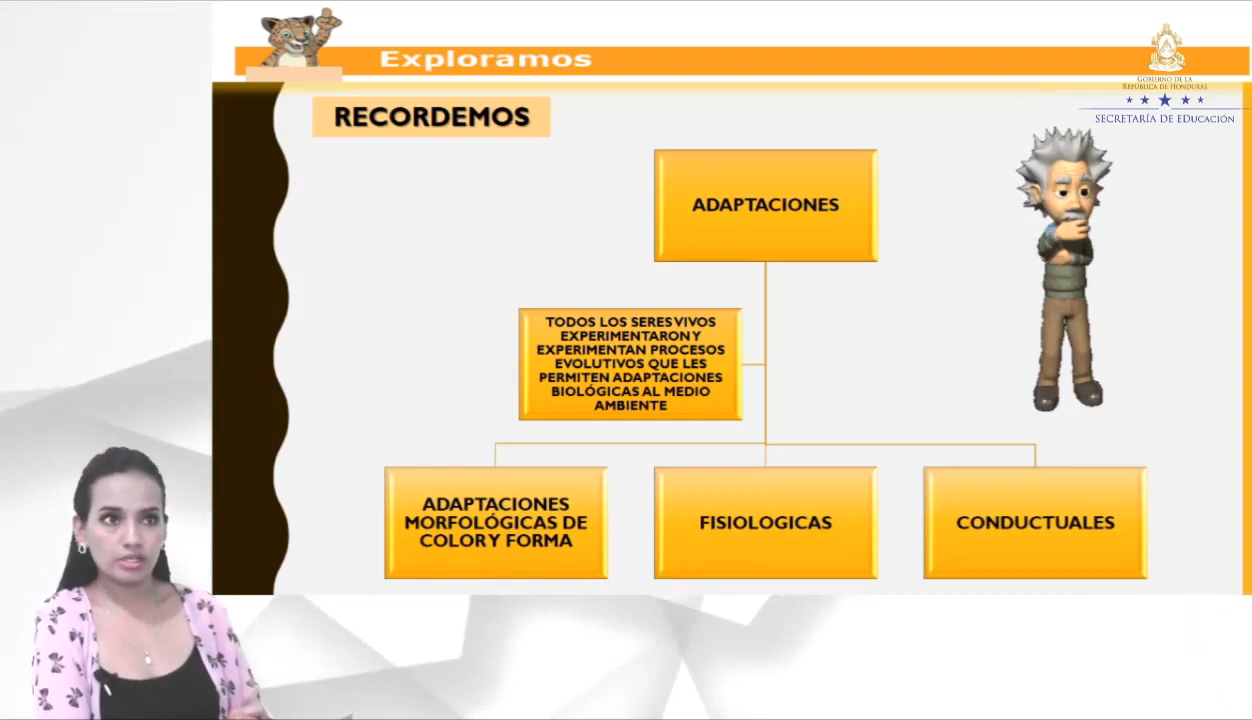 Exploramos
GOBIERNO DE LA
REPÚBLICA DE HONDURAS
SECRETARÍA DE EDUCACIÓN
RECORDEMOS
ADAPTACIONES
TODOS LOS SERES VIVOS
EXPERIMENTARON Y
EXPERIMENTAN PROCESOS
EVOLUTIVOS QUE LES
PERMITEN ADAPTACIONES
BIOLÓGICAS AL MEDIO
AMBIENTE
ADAPTACIONES
MORFOLÓGICAS DE
COLOR Y FORMA
FISIOLOGICAS
CONDUCTUALES